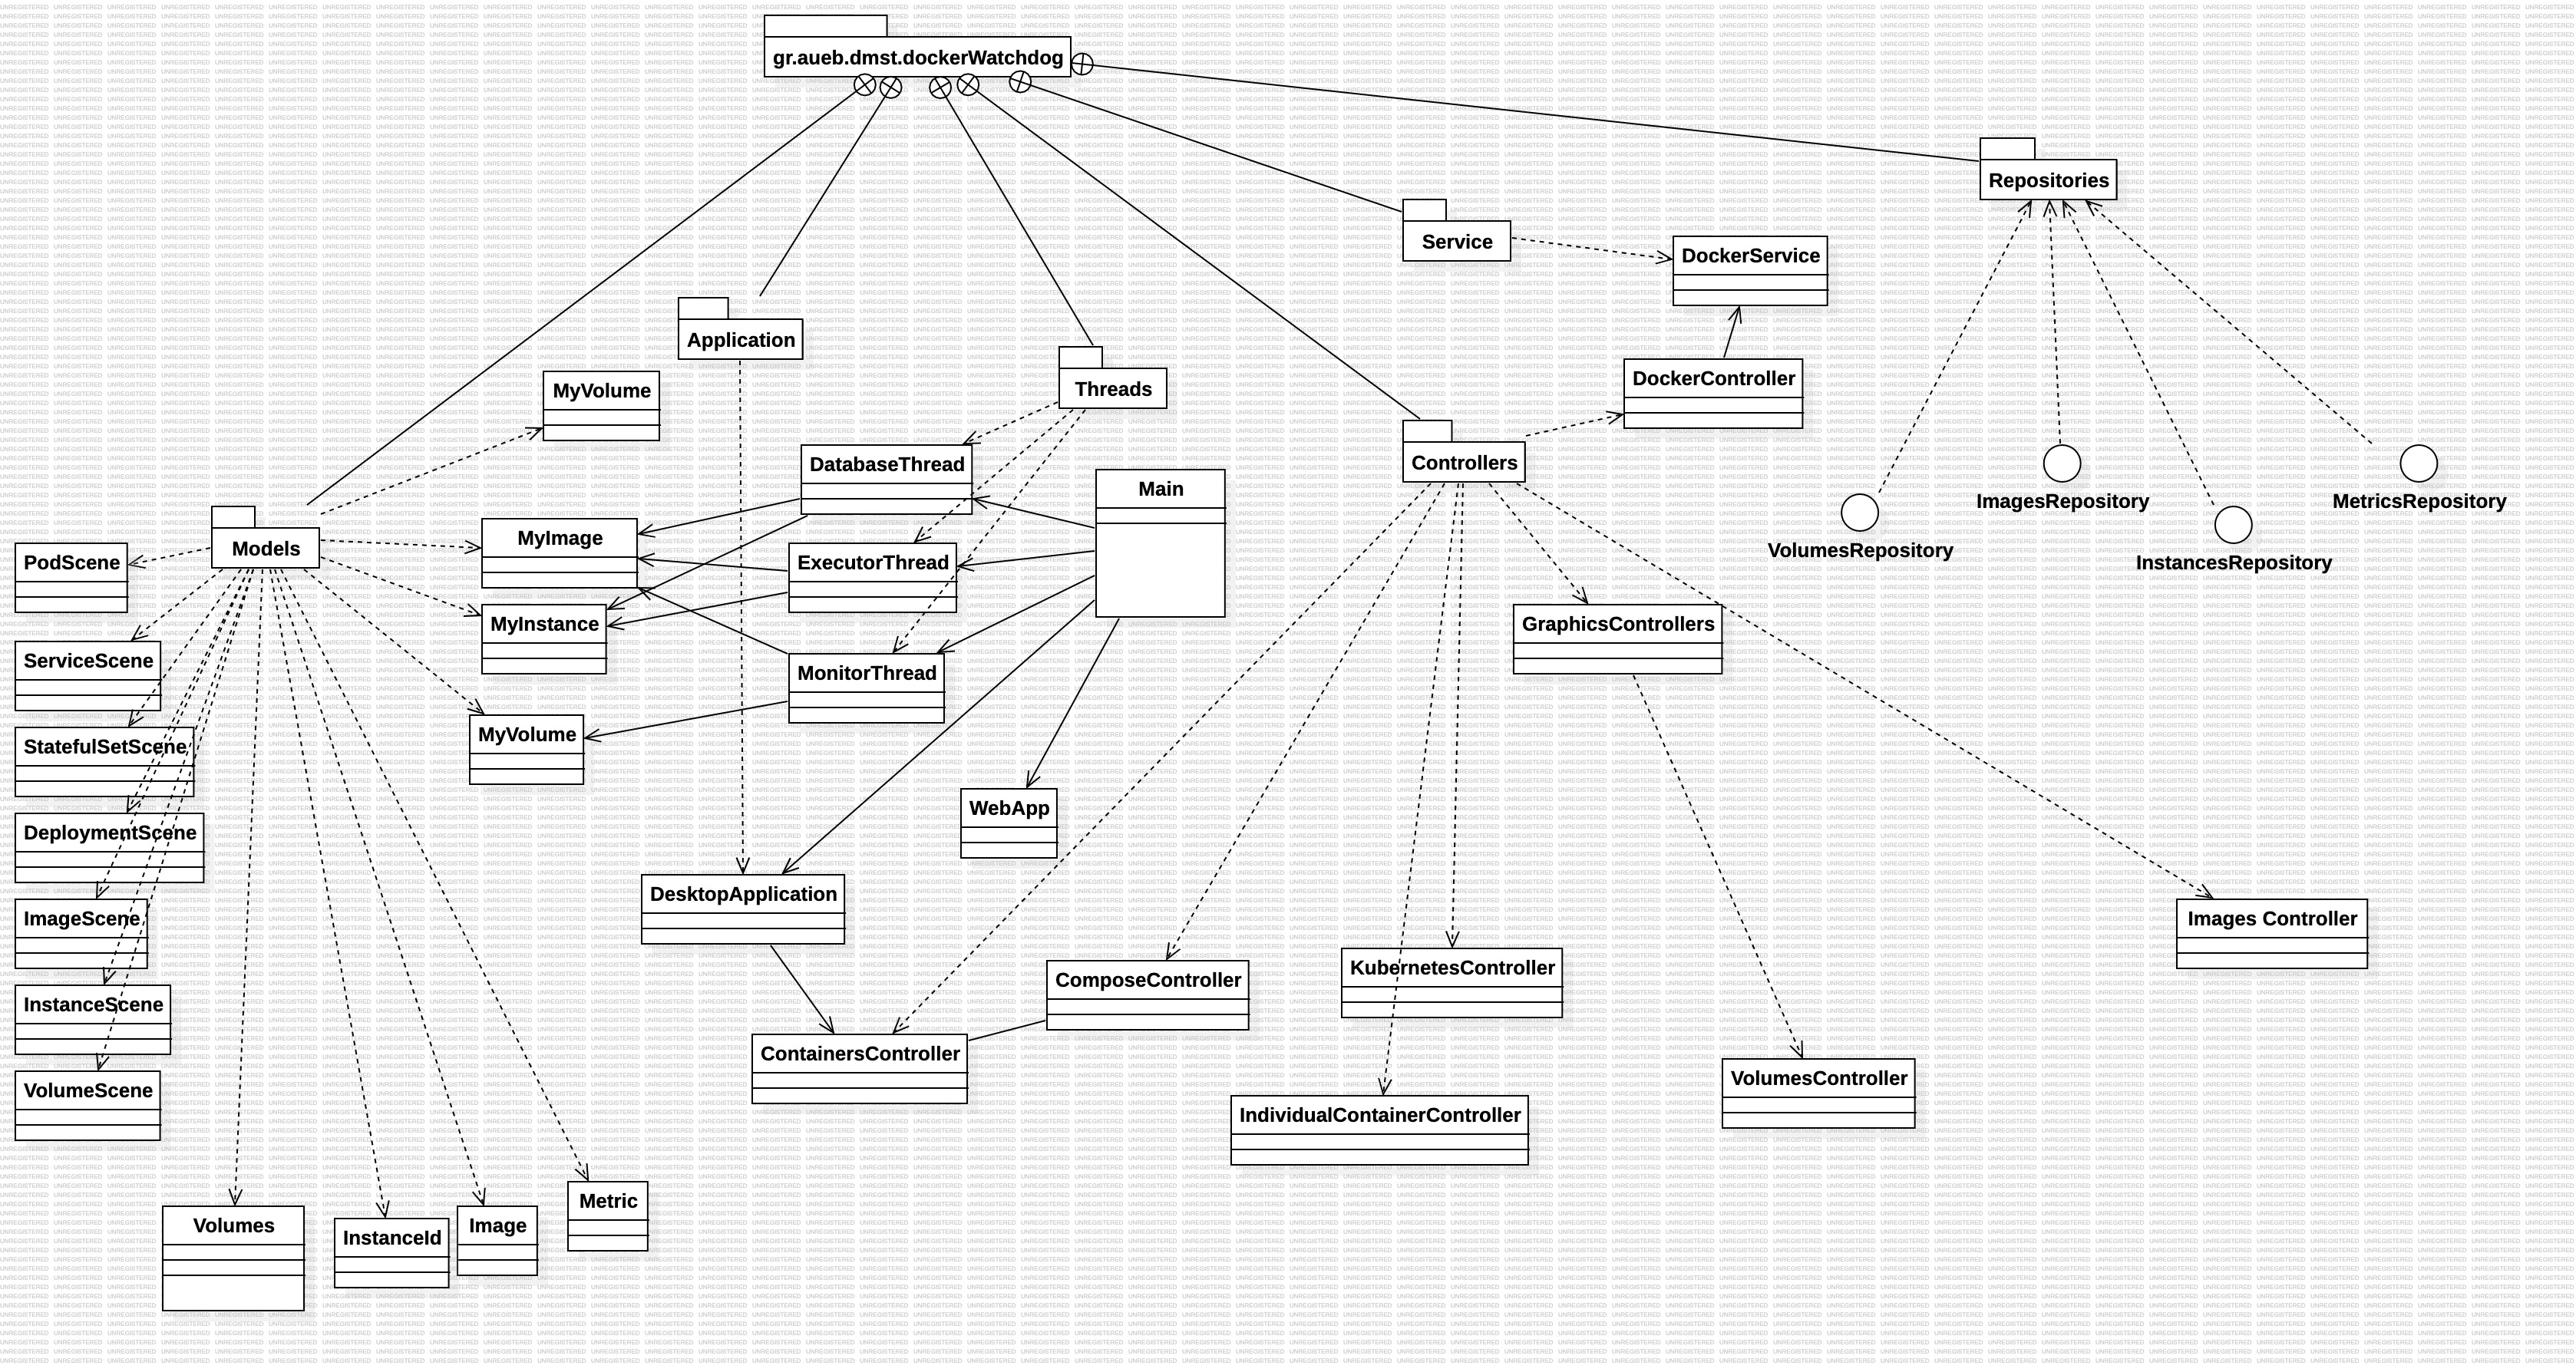 gr.aueb.dmst.dockerWatchdog
Repositories
Service
DockerService
Application
DockerController
Threads
MyVolume
Controllers
DatabaseThread
Main
ImagesRepository
MetricsRepository
MyImage
Models
VolumesRepository
PodScene
ExecutorThread
InstancesRepository
MyInstance
GraphicsControllers
ServiceScene
MonitorThread
MyVolume
StatefulSetScene
WebApp
DeploymentScene
DesktopApplication
ImageScene
Images Controller
KubernetesController
ComposeController
InstanceScene
ContainersController
VolumesController
VolumeScene
IndividualContainerController
Metric
Volumes
Image
InstanceId
UNREGISTERED